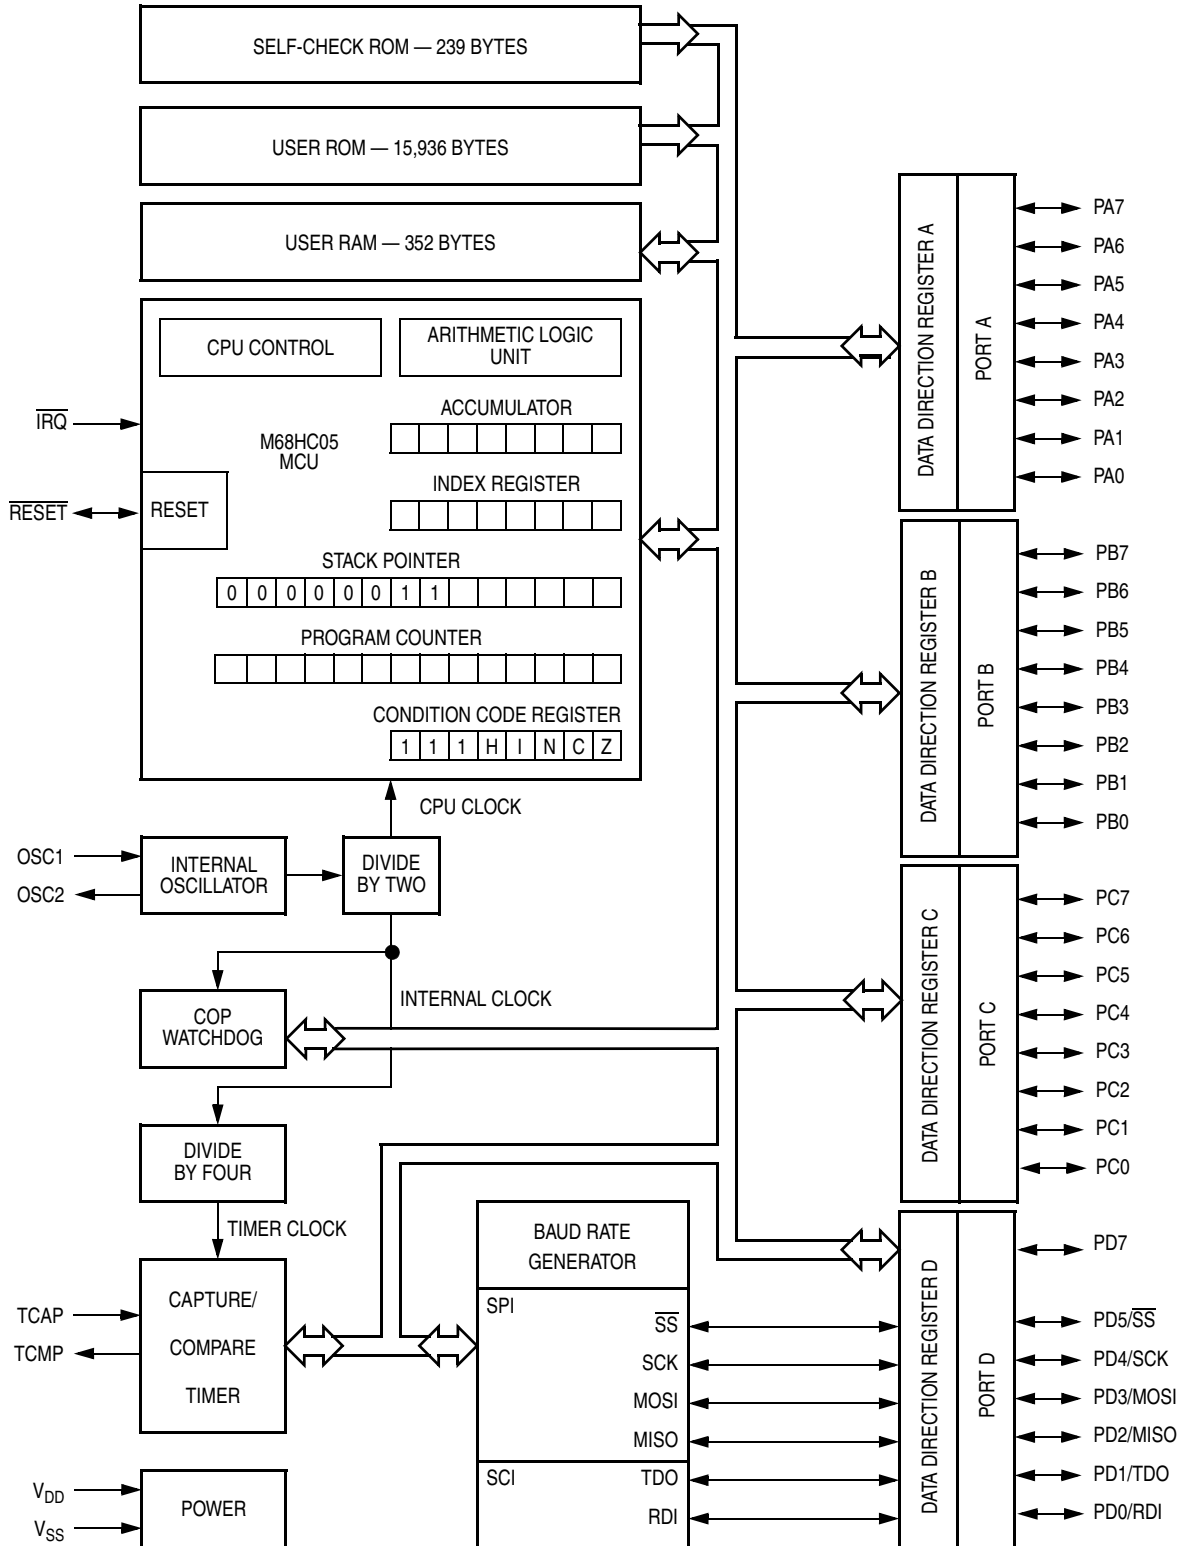 SELF-CHECK ROM — 239 BYTES
USER ROM — 15,936 BYTES
USER RAM — 352 BYTES
CPU CONTROL
ARITHMETIC LOGIC
UNIT
ACCUMULATOR
M68HC05
MCU
IRQ
RESET
RESET
INDEX REGISTER
STACK POINTER
0 0 0 0 0 0 1 1
PROGRAM COUNTER
CONDITION CODE REGISTER
1 1 1 H I N C Z
CPU CLOCK
OSC1
OSC2
INTERNAL
OSCILLATOR
DIVIDE
BY TWO
INTERNAL CLOCK
COP
WATCHDOG
DIVIDE
BY FOUR
TIMER CLOCK
TCAP
TCMP
CAPTURE/
COMPARE
TIMER
VDD
VSS
POWER
BAUD RATE
GENERATOR
SPI
SS
SCK
MOSI
MISO
SCI
TDO
RDI
DATA DIRECTION REGISTER A
PORT A
PA7
PA6
PA5
PA4
PA3
PA2
PA1
PA0
DATA DIRECTION REGISTER B
PORT B
PB7
PB6
PB5
PB4
PB3
PB2
PB1
PB0
DATA DIRECTION REGISTER C
PORT C
PC7
PC6
PC5
PC4
PC3
PC2
PC1
PC0
DATA DIRECTION REGISTER D
PORT D
PD7
PD5/SS
PD4/SCK
PD3/MOSI
PD2/MISO
PD1/TDO
PD0/RDI